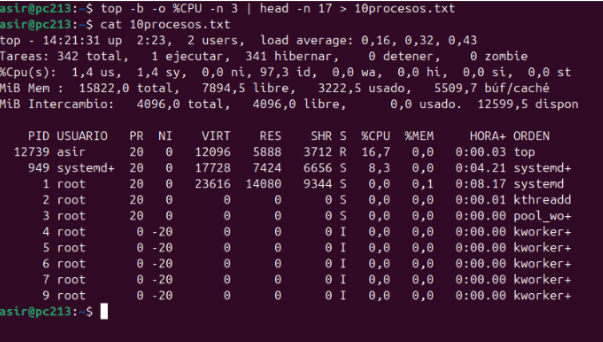 asir@pc213:~$ top -b -o %CPU -n 3 | head -n 17 > 10procesos.txt
asir@pc213:~$ cat 10procesos.txt
top - 14:21:31 up  2:23,  2 users,  load average: 0,16, 0,32, 0,43
Tareas: 342 total,   1 ejecutar, 341 hibernar,   0 detener,   0 zombie
%Cpu(s):  1,4 us,  1,4 sy,  0,0 ni, 97,3 id,  0,0 wa,  0,0 hi,  0,0 si,  0,0 st
MiB Mem :  15822,0 total,   7894,5 libre,   3222,5 usado,   5509,7 búf/caché
MiB Intercambio:   4096,0 total,   4096,0 libre,      0,0 usado.  12599,5 dispon
PID USUARIO   PR  NI    VIRT    RES    SHR S  %CPU  %MEM     HORA+ ORDEN
12739 asir      20   0   12096   5888   3712 R  16,7   0,0   0:00.03 top
949 systemd+  20   0   17728   7424   6656 S   8,3   0,0   0:04.21 systemd+
1 root      20   0   23616  14080   9344 S   0,0   0,1   0:08.17 systemd
2 root      20   0       0      0      0 S   0,0   0,0   0:00.01 kthreadd
3 root      20   0       0      0      0 S   0,0   0,0   0:00.00 pool_wo+
4 root       0 -20       0      0      0 I   0,0   0,0   0:00.00 kworker+
5 root       0 -20       0      0      0 I   0,0   0,0   0:00.00 kworker+
6 root       0 -20       0      0      0 I   0,0   0,0   0:00.00 kworker+
7 root       0 -20       0      0      0 I   0,0   0,0   0:00.00 kworker+
9 root       0 -20       0      0      0 I   0,0   0,0   0:00.00 kworker+
asir@pc213:~$